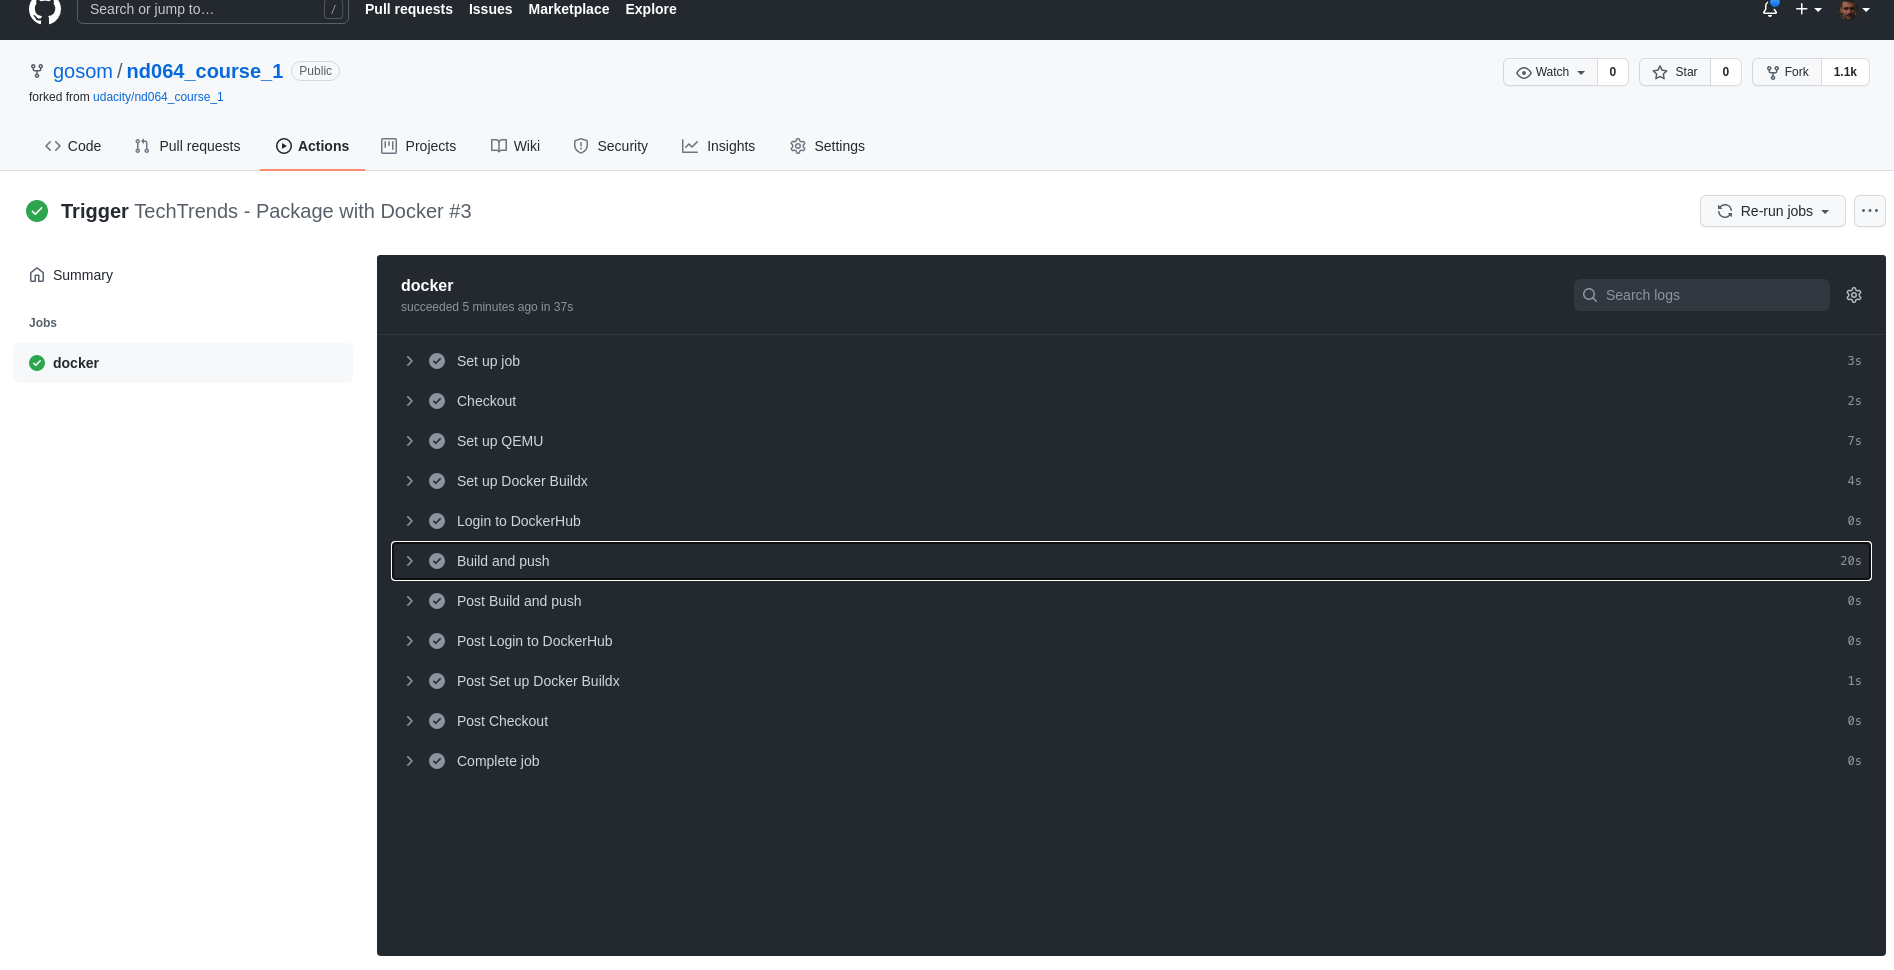 Search or jump to… / Pull requests Issues Marketplace Explore
gosom / nd064_course_1 Public Watch 0 Star 0 Fork 1.1k
forked from udacity/nd064_course_1
Code Pull requests Actions Projects Wiki Security Insights Settings
Trigger TechTrends - Package with Docker #3 Re-run jobs
Summary
Jobs
docker
docker
succeeded 5 minutes ago in 37s
Search logs
Set up job 3s
Checkout 2s
Set up QEMU 7s
Set up Docker Buildx 4s
Login to DockerHub 0s
Build and push 20s
Post Build and push 0s
Post Login to DockerHub 0s
Post Set up Docker Buildx 1s
Post Checkout 0s
Complete job 0s